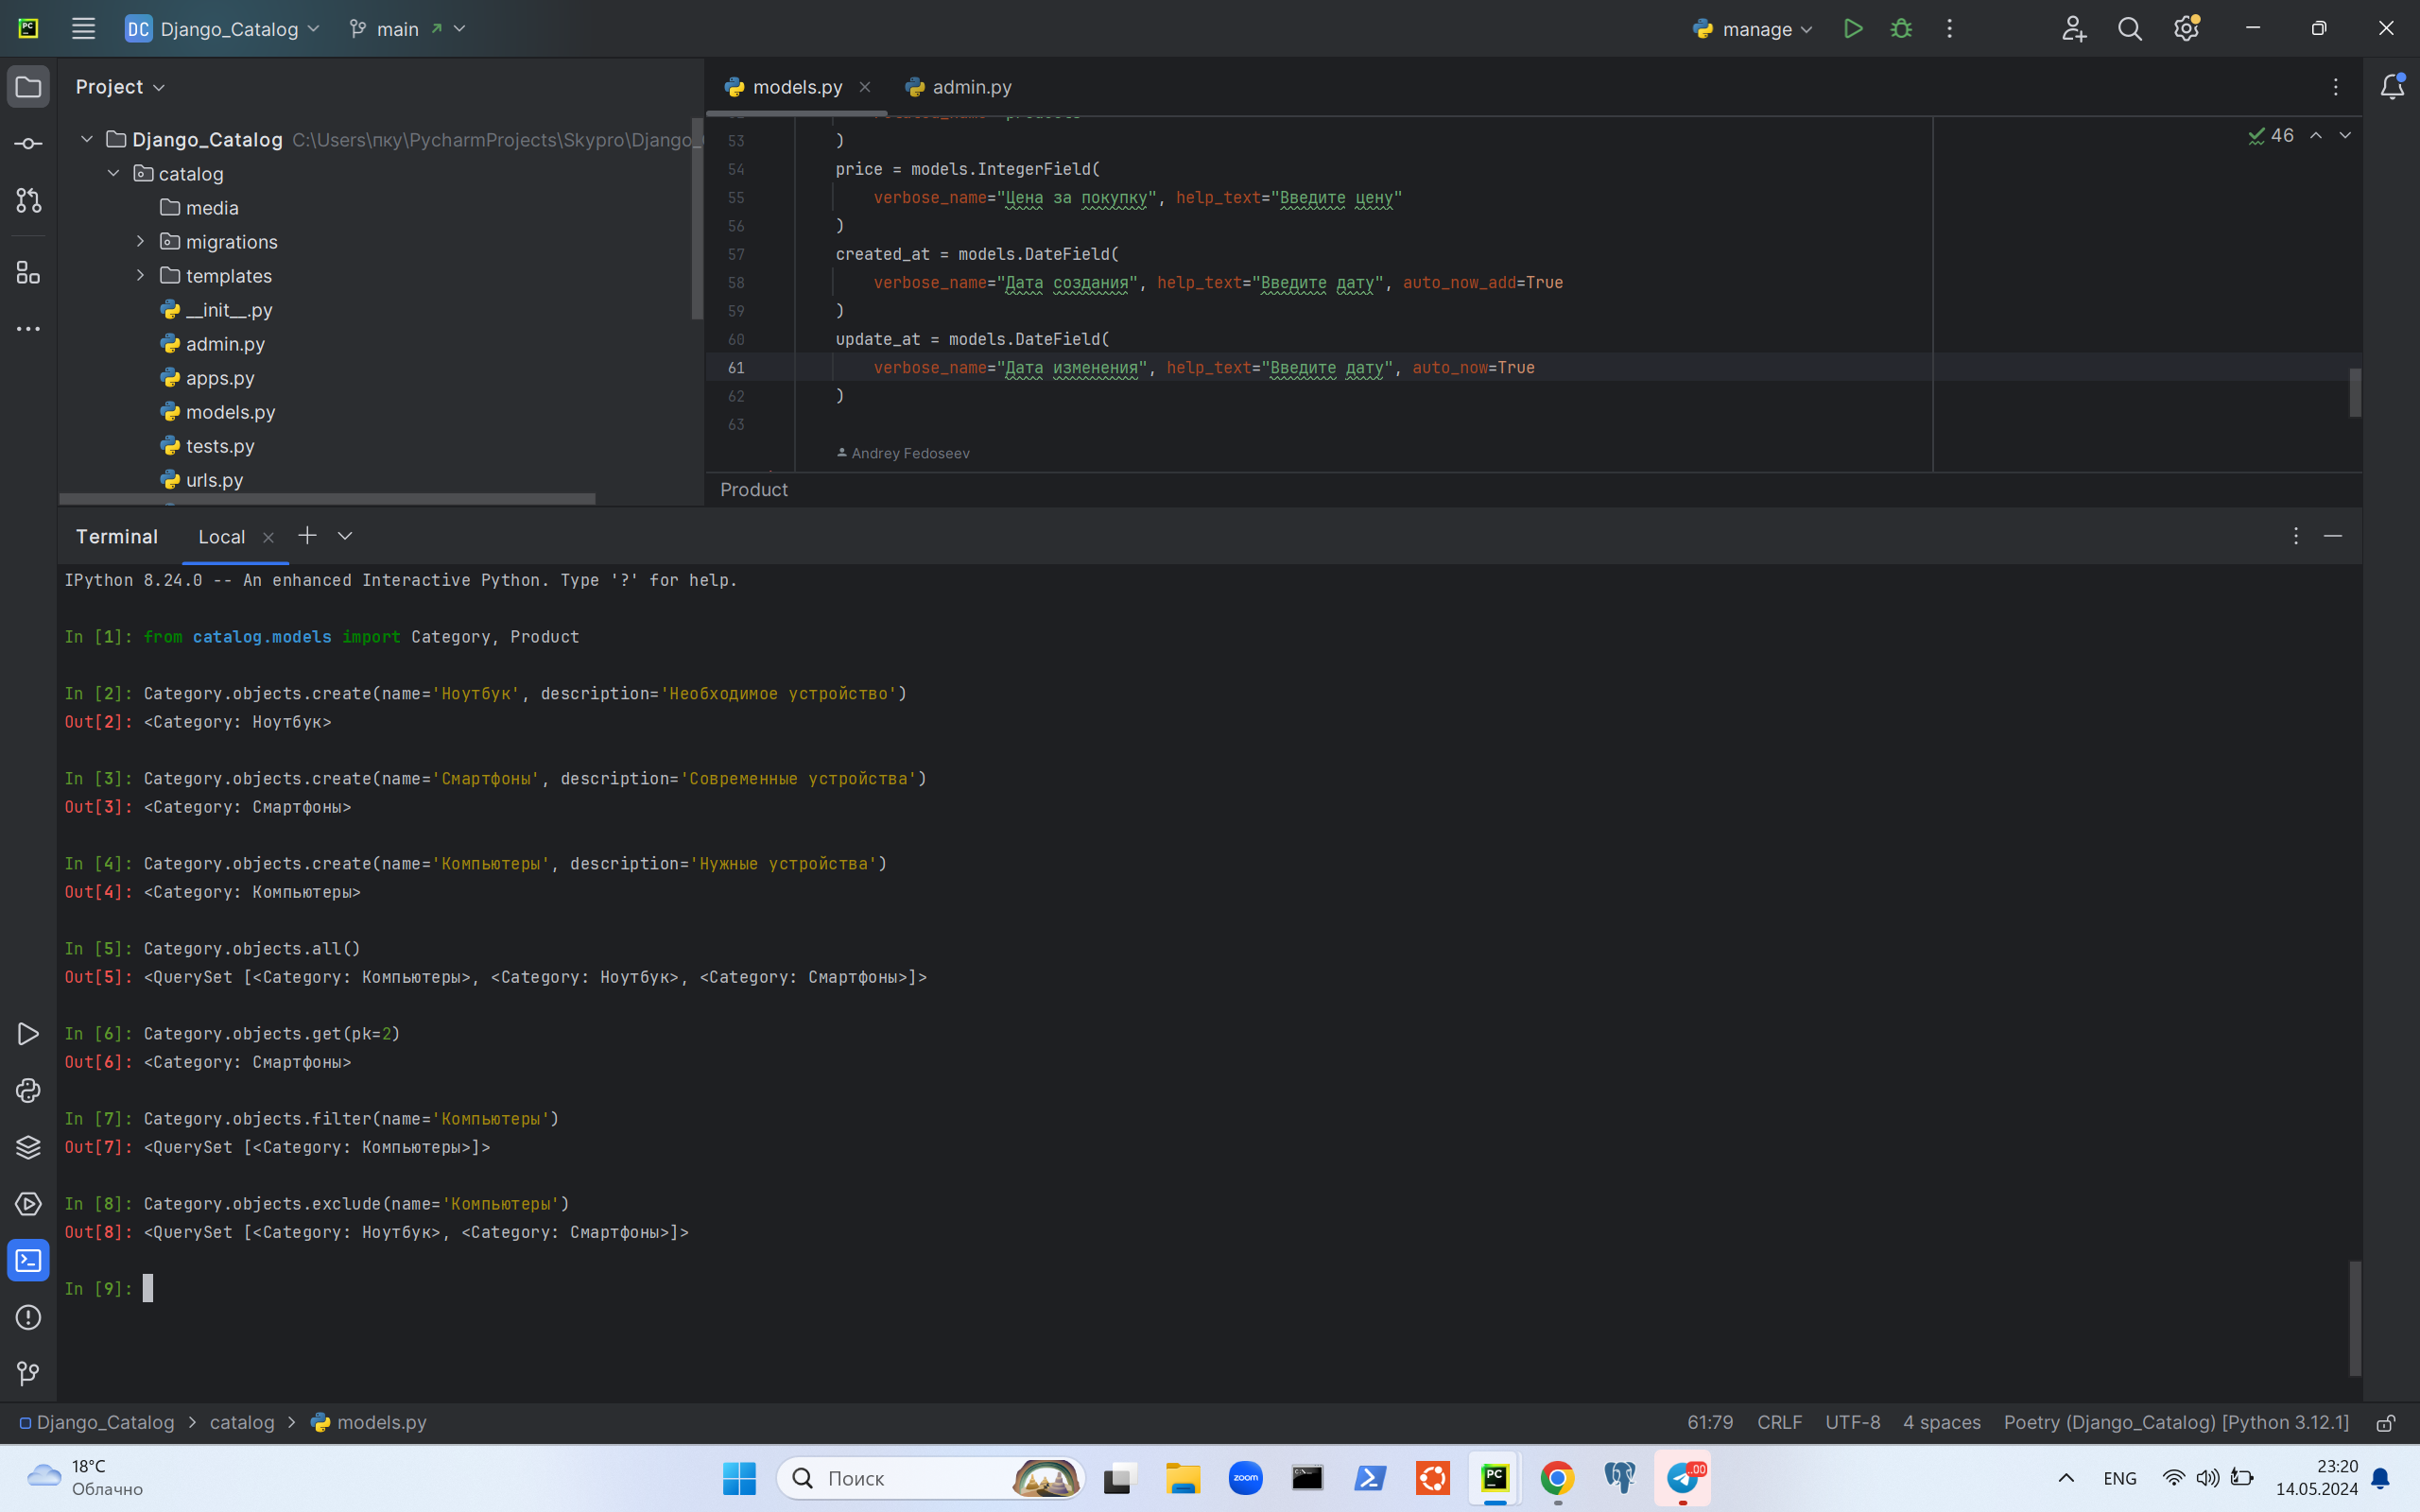 DC Django_Catalog main manage
Project
Django_Catalog C:\Users\пку\PycharmProjects\Skypro\Django_
catalog
media
migrations
templates
__init__.py
admin.py
apps.py
models.py
tests.py
urls.py
models.py admin.py
46
53 )
54 price = models.IntegerField(
55 verbose_name="Цена за покупку", help_text="Введите цену"
56 )
57 created_at = models.DateField(
58 verbose_name="Дата создания", help_text="Введите дату", auto_now_add=True
59 )
60 update_at = models.DateField(
61 verbose_name="Дата изменения", help_text="Введите дату", auto_now=True
62 )
63
Andrey Fedoseev
Product
Terminal Local
IPython 8.24.0 -- An enhanced Interactive Python. Type '?' for help.
In [1]: from catalog.models import Category, Product
In [2]: Category.objects.create(name='Ноутбук', description='Необходимое устройство')
Out[2]: <Category: Ноутбук>
In [3]: Category.objects.create(name='Смартфоны', description='Современные устройства')
Out[3]: <Category: Смартфоны>
In [4]: Category.objects.create(name='Компьютеры', description='Нужные устройства')
Out[4]: <Category: Компьютеры>
In [5]: Category.objects.all()
Out[5]: <QuerySet [<Category: Компьютеры>, <Category: Ноутбук>, <Category: Смартфоны>]>
In [6]: Category.objects.get(pk=2)
Out[6]: <Category: Смартфоны>
In [7]: Category.objects.filter(name='Компьютеры')
Out[7]: <QuerySet [<Category: Компьютеры>]>
In [8]: Category.objects.exclude(name='Компьютеры')
Out[8]: <QuerySet [<Category: Ноутбук>, <Category: Смартфоны>]>
In [9]:
Django_Catalog > catalog > models.py 61:79 CRLF UTF-8 4 spaces Poetry (Django_Catalog) [Python 3.12.1]
18°C
Облачно
Поиск
zoom
PC
..00
ENG
23:20
14.05.2024